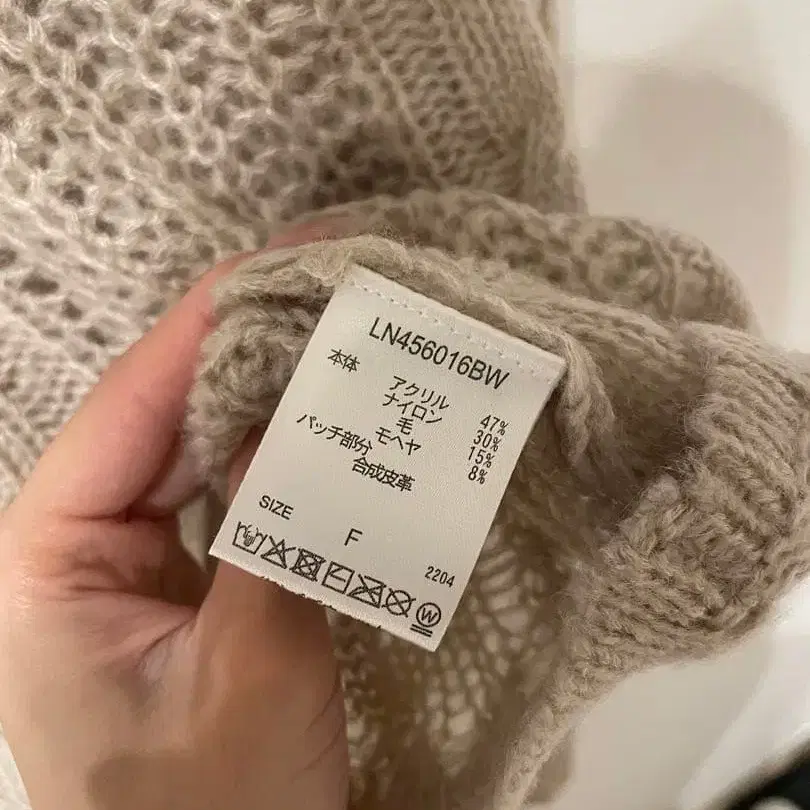 LN456016BW
本体
アクリル 47%
ナイロン 30%
毛 15%
モヘヤ 8%
パッチ部分
合成皮革
SIZE F
2204
W